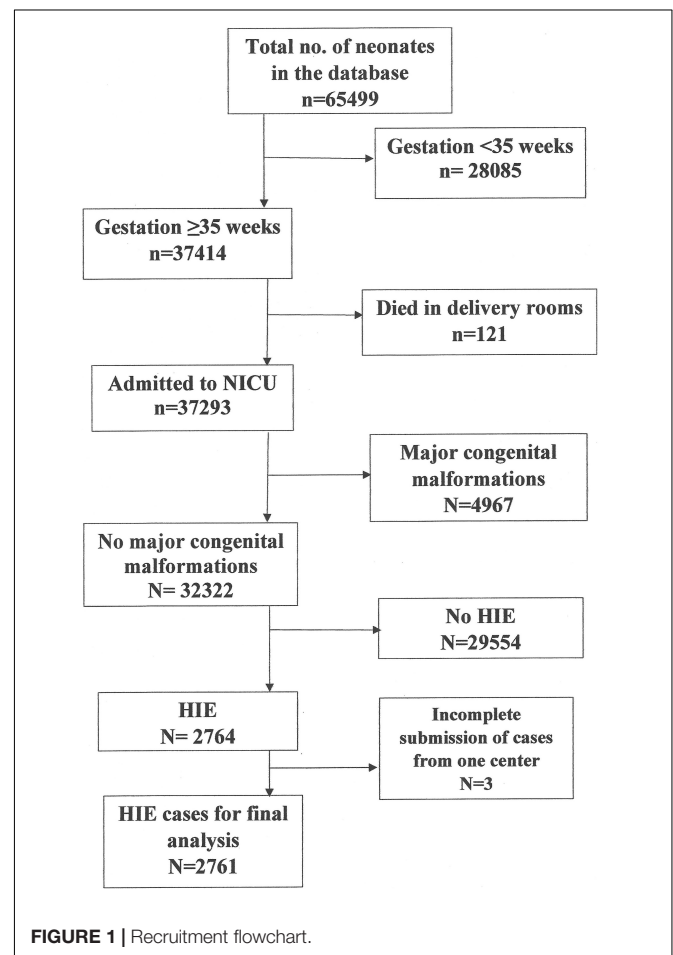 Total no. of neonates
in the database
n=65499
Gestation <35 weeks
n= 28085
Gestation ≥35 weeks
n=37414
Died in delivery rooms
n=121
Admitted to NICU
n=37293
Major congenital
malformations
N=4967
No major congenital
malformations
N= 32322
No HIE
N=29554
HIE
N= 2764
Incomplete
submission of cases
from one center
N=3
HIE cases for final
analysis
N=2761
FIGURE 1 | Recruitment flowchart.